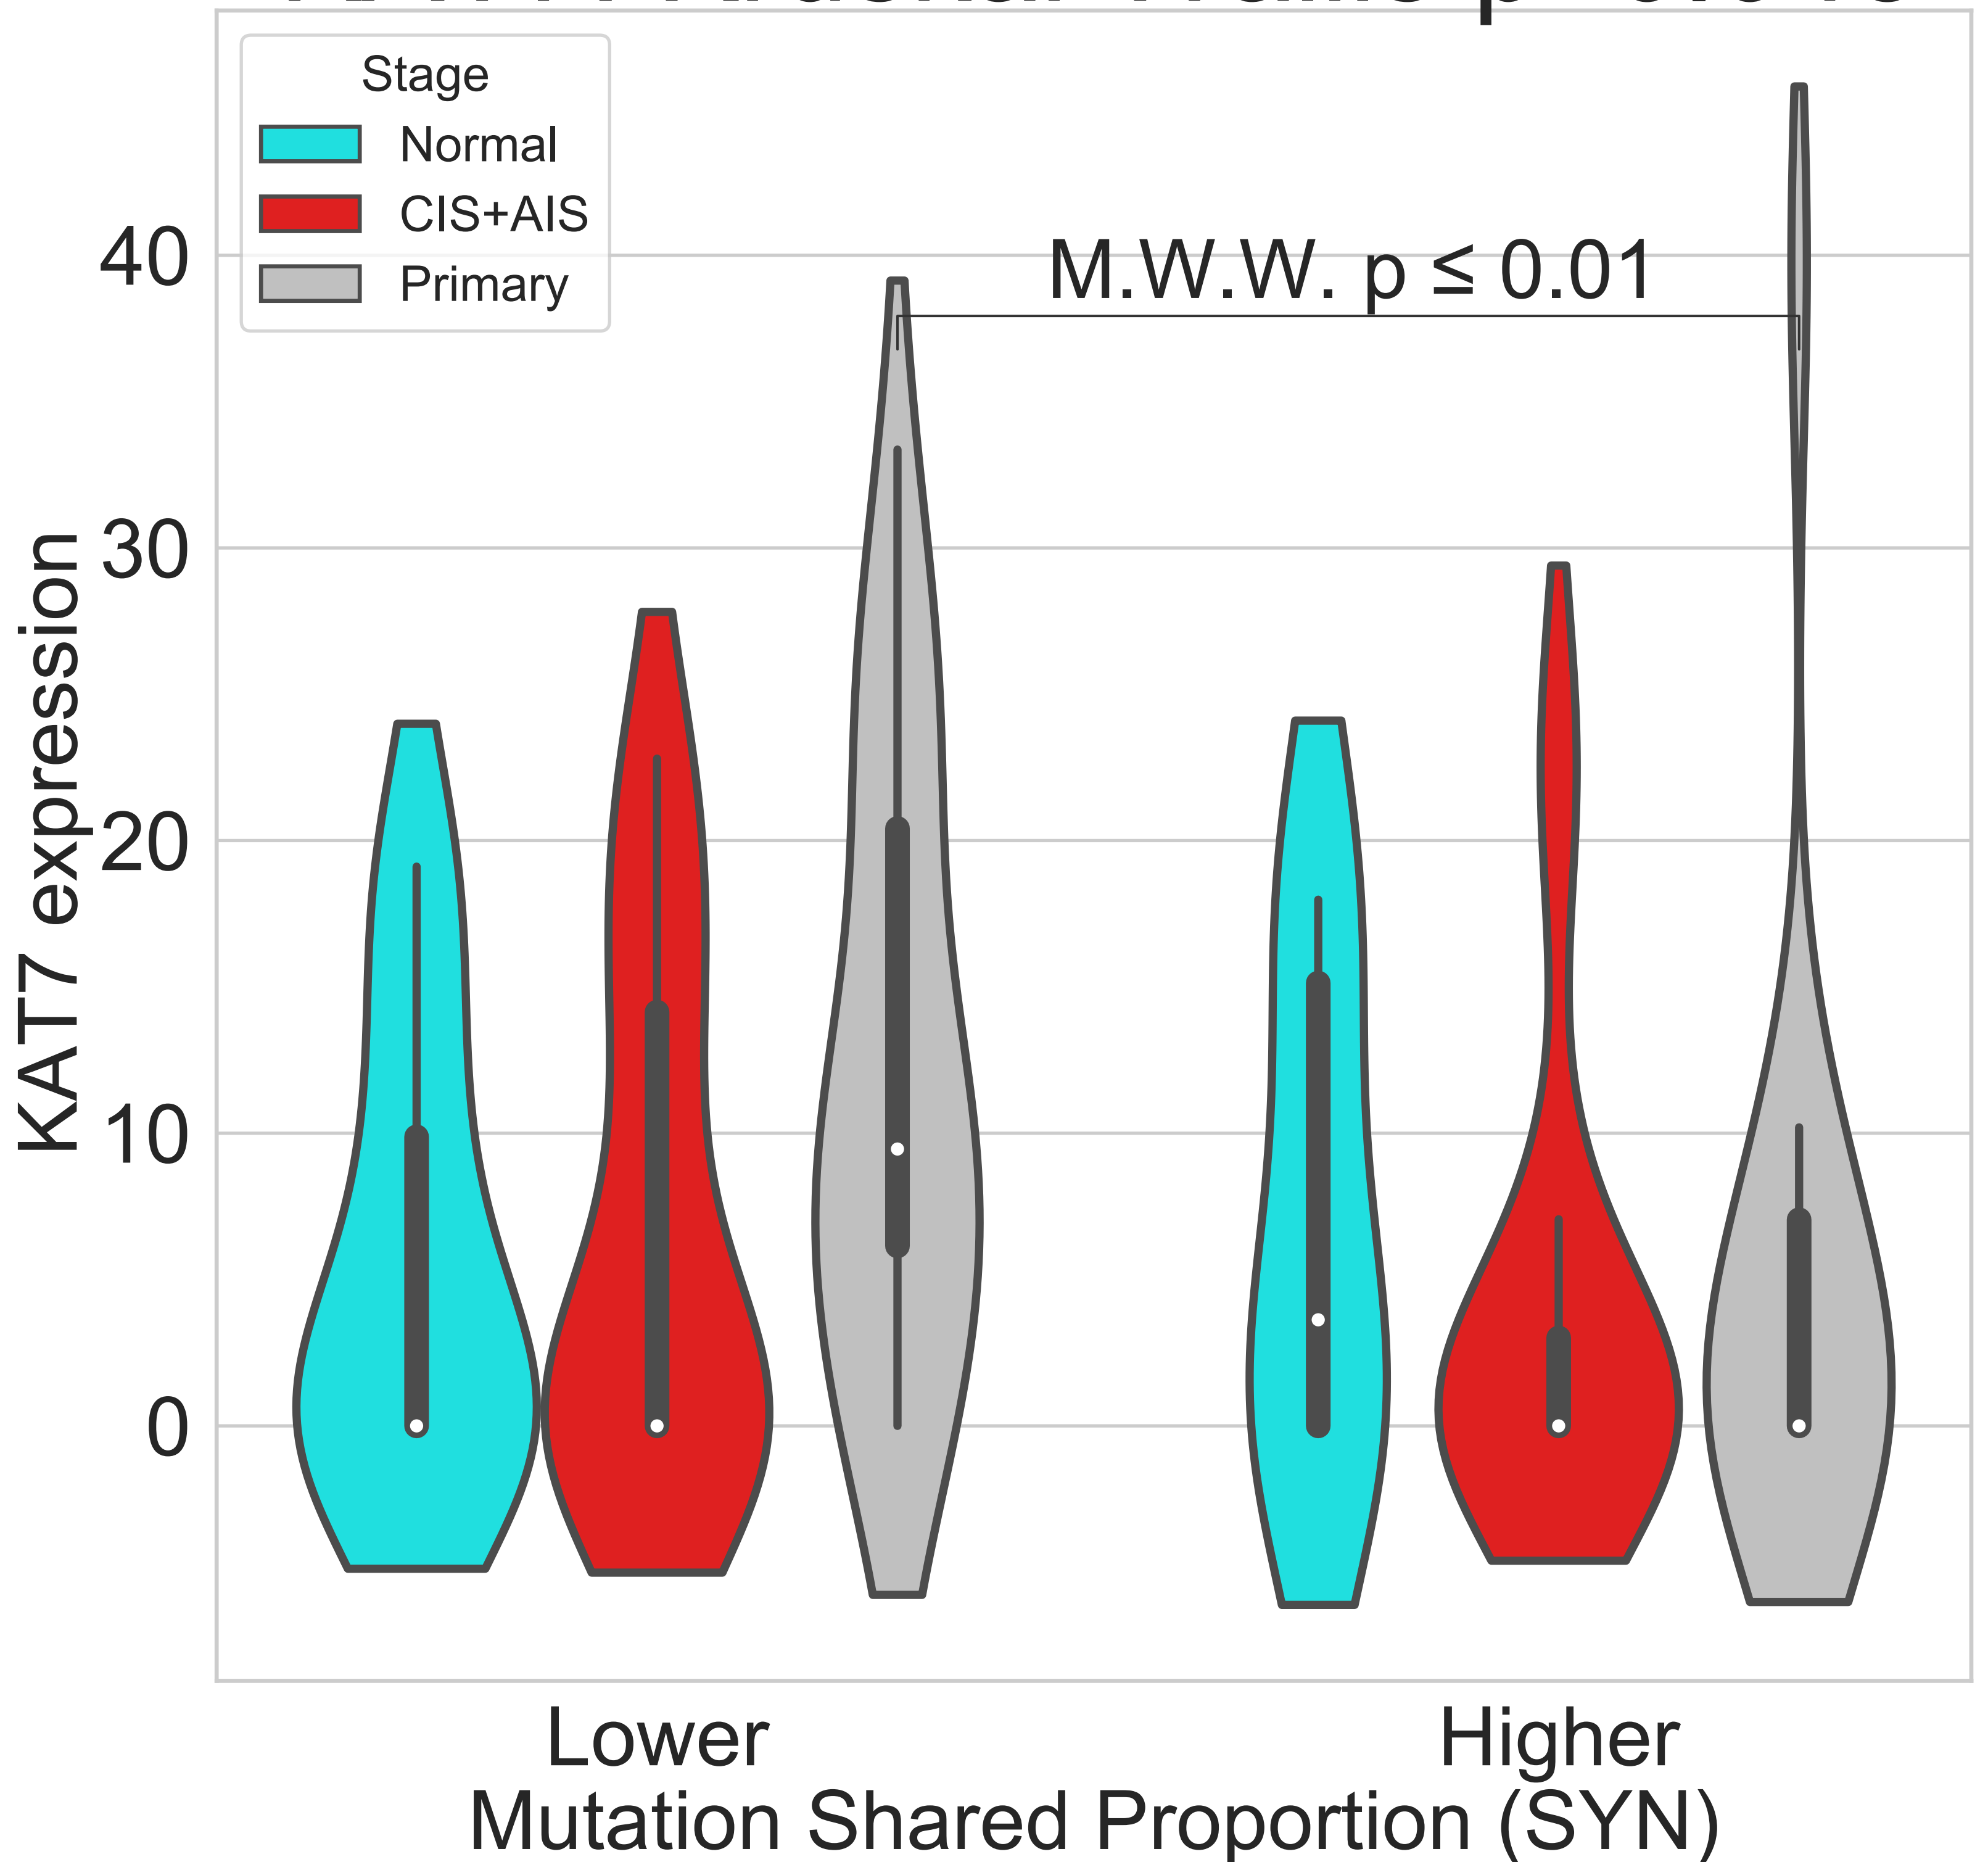 Stage
Normal
CIS+AIS
Primary
M.W.W. p ≤ 0.01
40
30
20
10
0
KAT7 expression
Lower
Higher
Mutation Shared Proportion (SYN)